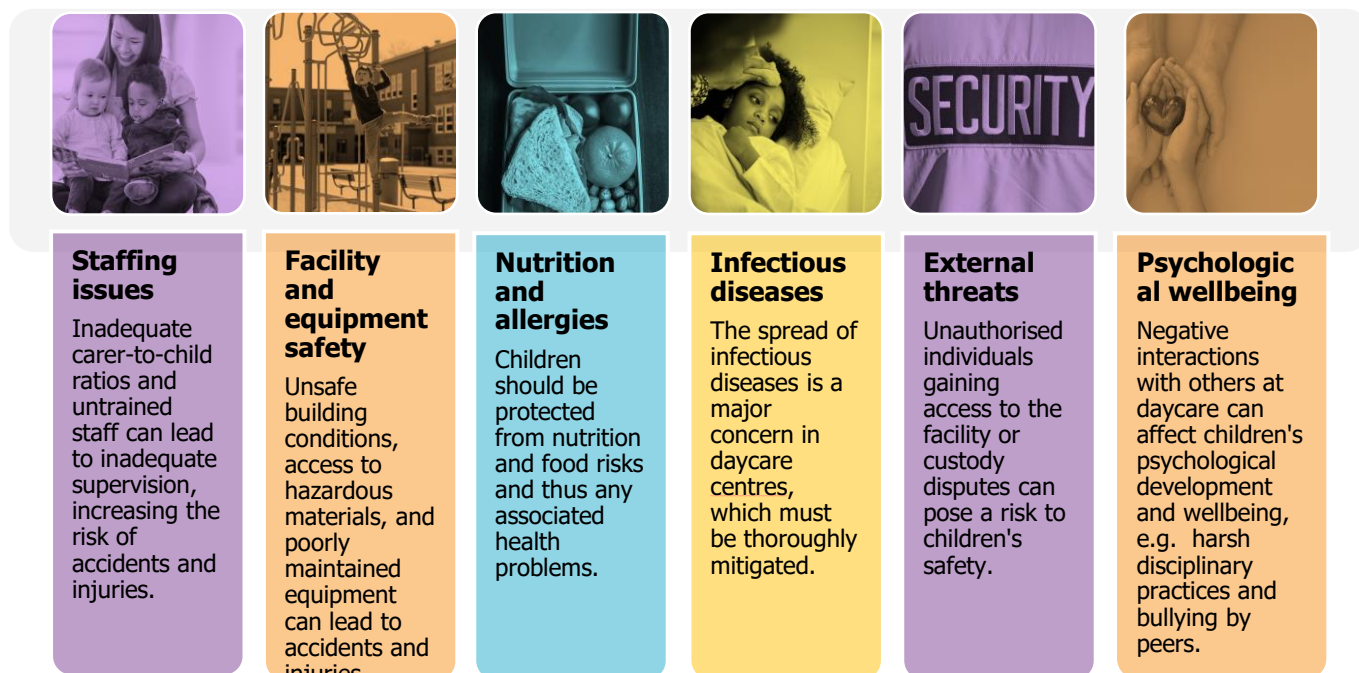 SECURITY
Staffing
issues
Inadequate
carer-to-child
ratios and
untrained
staff can lead
to inadequate
supervision,
increasing the
risk of
accidents and
injuries.
Facility
and
equipment
safety
Unsafe
building
conditions,
access to
hazardous
materials, and
poorly
maintained
equipment
can lead to
accidents and
injuries
Nutrition
and
allergies
Children
should be
protected
from nutrition
and food risks
and thus any
associated
health
problems.
Infectious
diseases
The spread of
infectious
diseases is a
major
concern in
daycare
centres,
which must
be thoroughly
mitigated.
External
threats
Unauthorised
individuals
gaining
access to the
facility or
custody
disputes can
pose a risk to
children's
safety.
Psychologic
al wellbeing
Negative
interactions
with others at
daycare can
affect children's
psychological
development
and wellbeing,
e.g.  harsh
disciplinary
practices and
bullying by
peers.